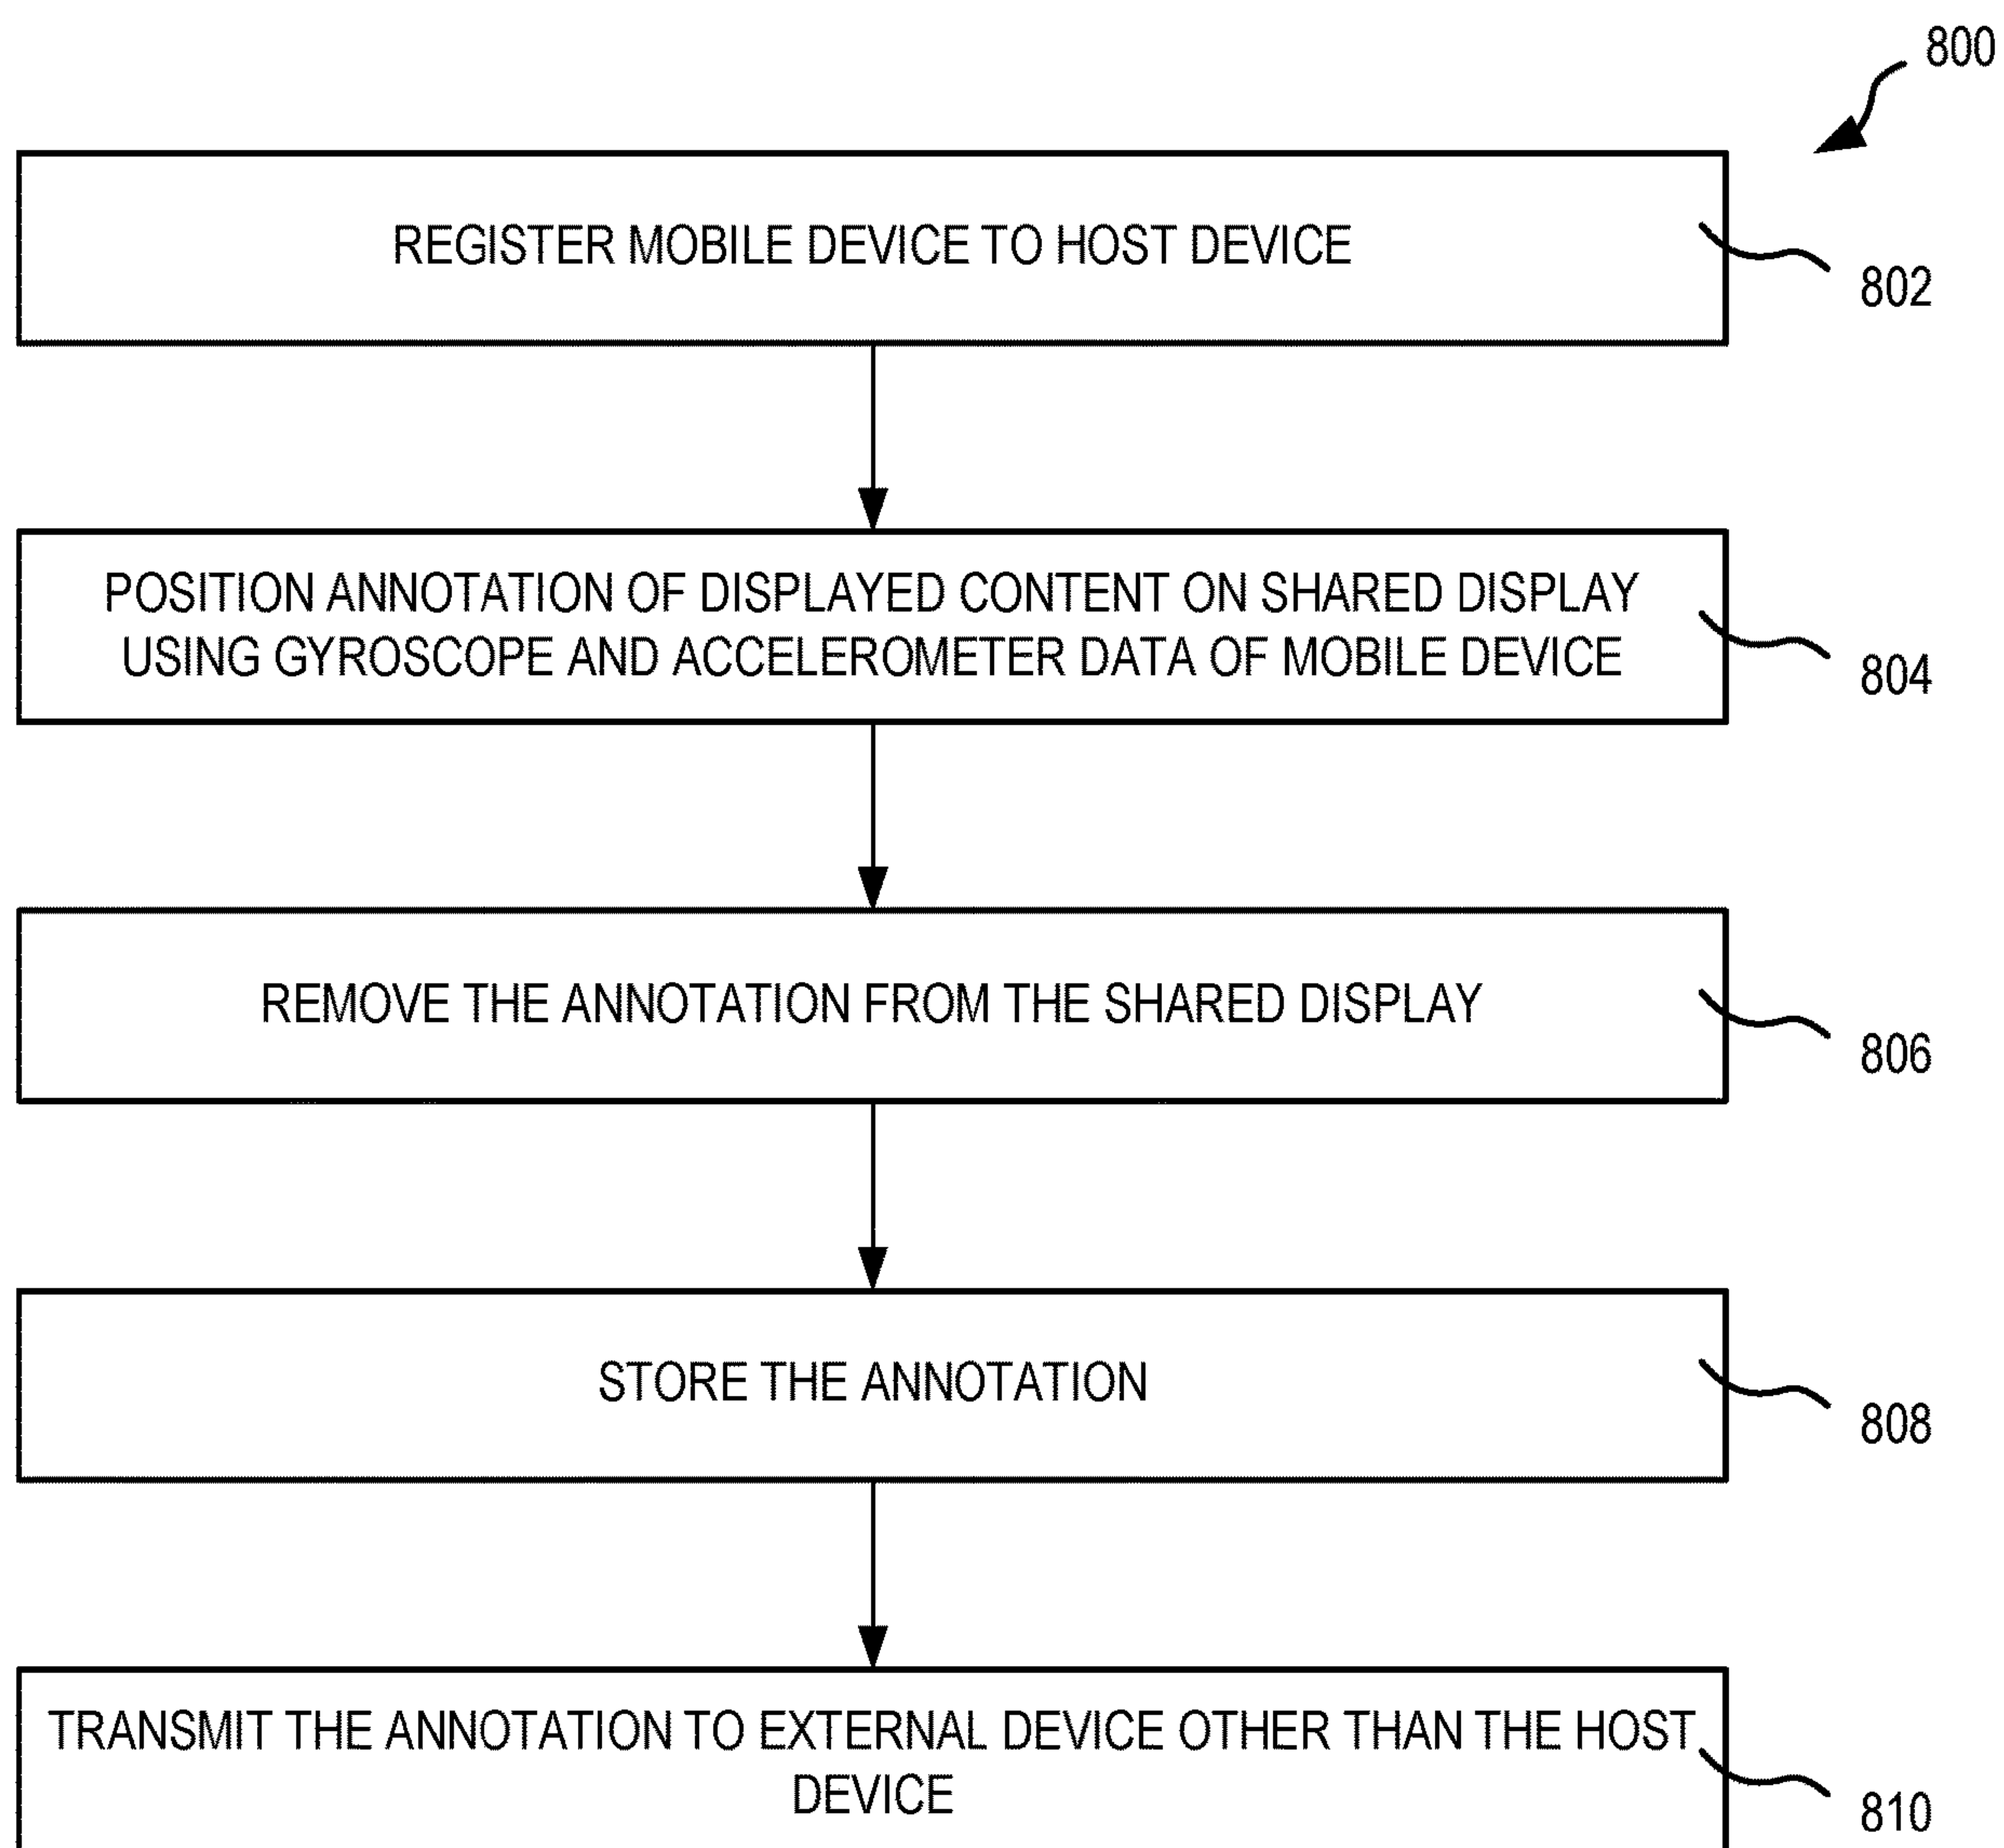 800
REGISTER MOBILE DEVICE TO HOST DEVICE
802
POSITION ANNOTATION OF DISPLAYED CONTENT ON SHARED DISPLAY
USING GYROSCOPE AND ACCELEROMETER DATA OF MOBILE DEVICE
804
REMOVE THE ANNOTATION FROM THE SHARED DISPLAY
806
STORE THE ANNOTATION
808
TRANSMIT THE ANNOTATION TO EXTERNAL DEVICE OTHER THAN THE HOST
DEVICE
810